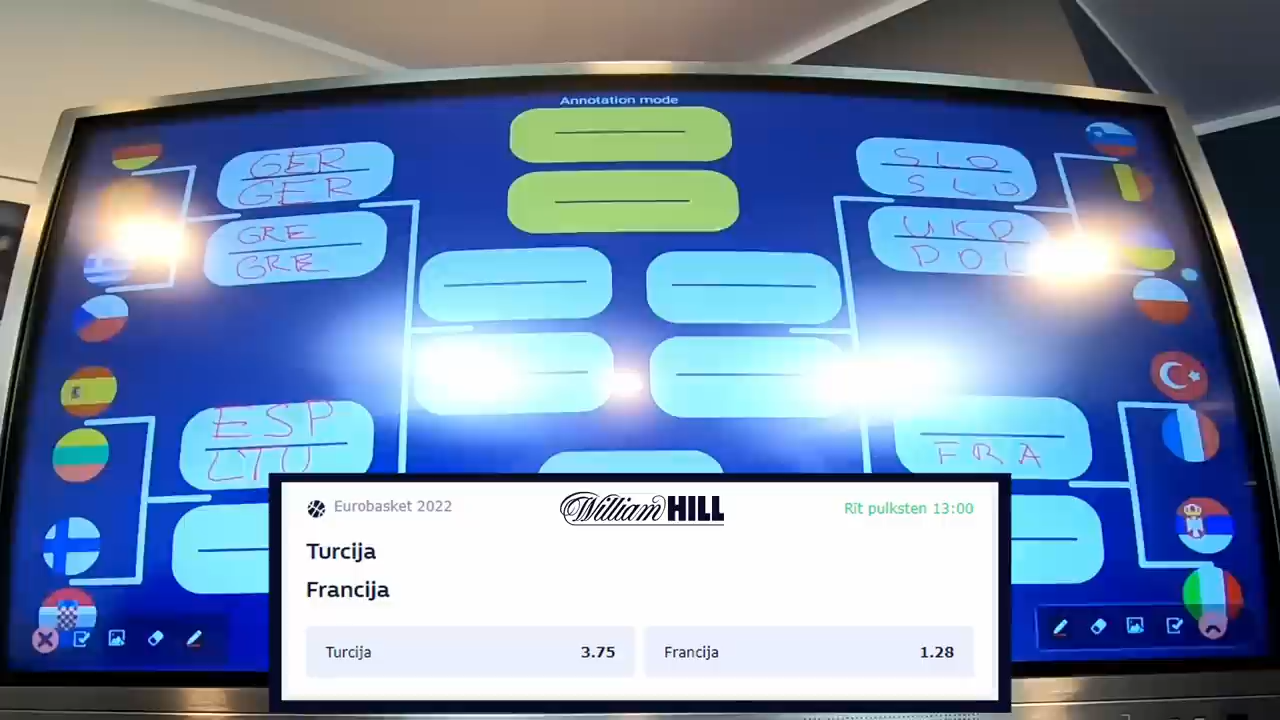 Annotation mode
GER
GER
GRE
GRE
SLO
SLO
UKR
POL
ESP
LTU
FRA
Eurobasket 2022
William HILL
Rīt pulksten 13:00
Turcija
Francija
Turcija 3.75
Francija 1.28